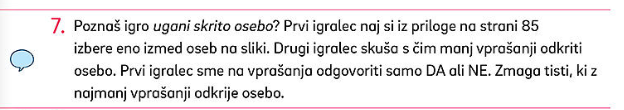 7. Poznaš igro ugani skrito osebo? Prvi igralec naj si iz priloge na strani 85
izbere eno izmed oseb na sliki. Drugi igralec skuša s čim manj vprašanji odkriti
osebo. Prvi igralec sme na vprašanja odgovoriti samo DA ali NE. Zmaga tisti, ki z
najmanj vprašanji odkrije osebo.